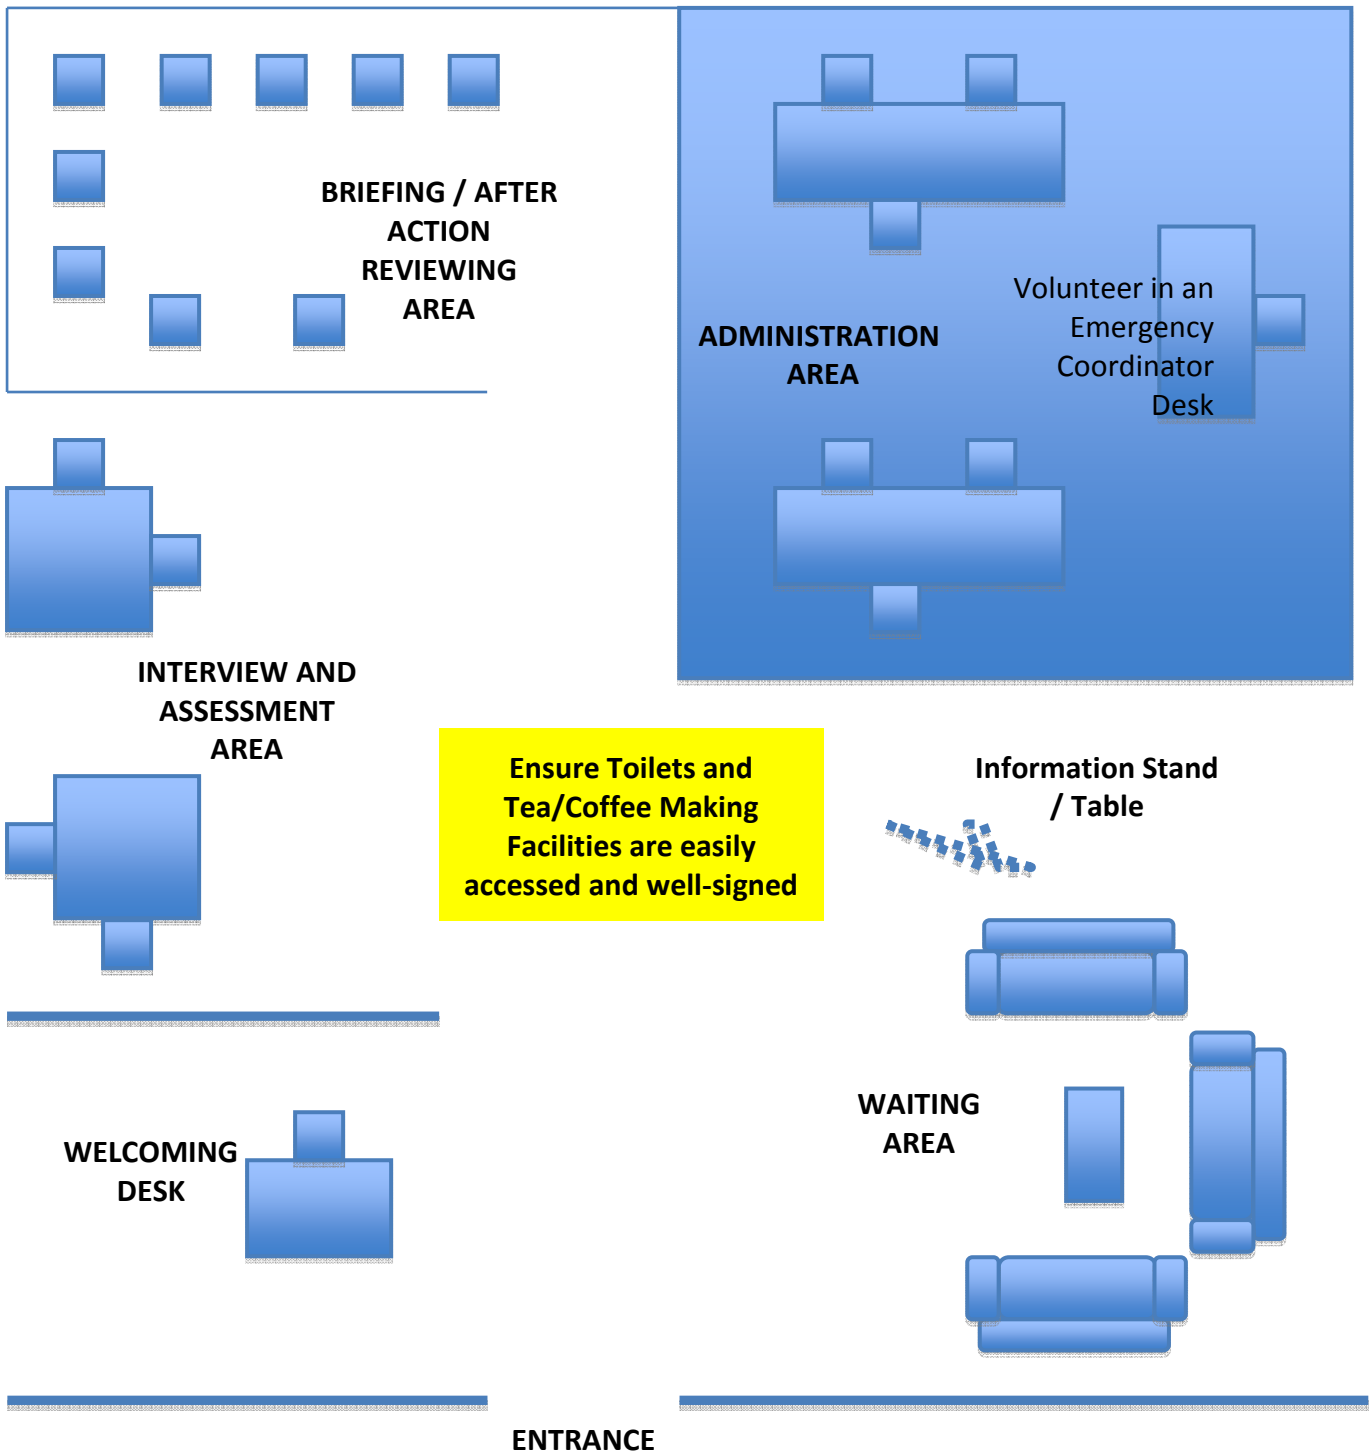 BRIEFING / AFTER
ACTION
REVIEWING
AREA
ADMINISTRATION
AREA
Volunteer in an
Emergency
Coordinator
Desk
INTERVIEW AND
ASSESSMENT
AREA
Ensure Toilets and
Tea/Coffee Making
Facilities are easily
accessed and well-signed
Information Stand
/ Table
WELCOMING
DESK
WAITING
AREA
ENTRANCE